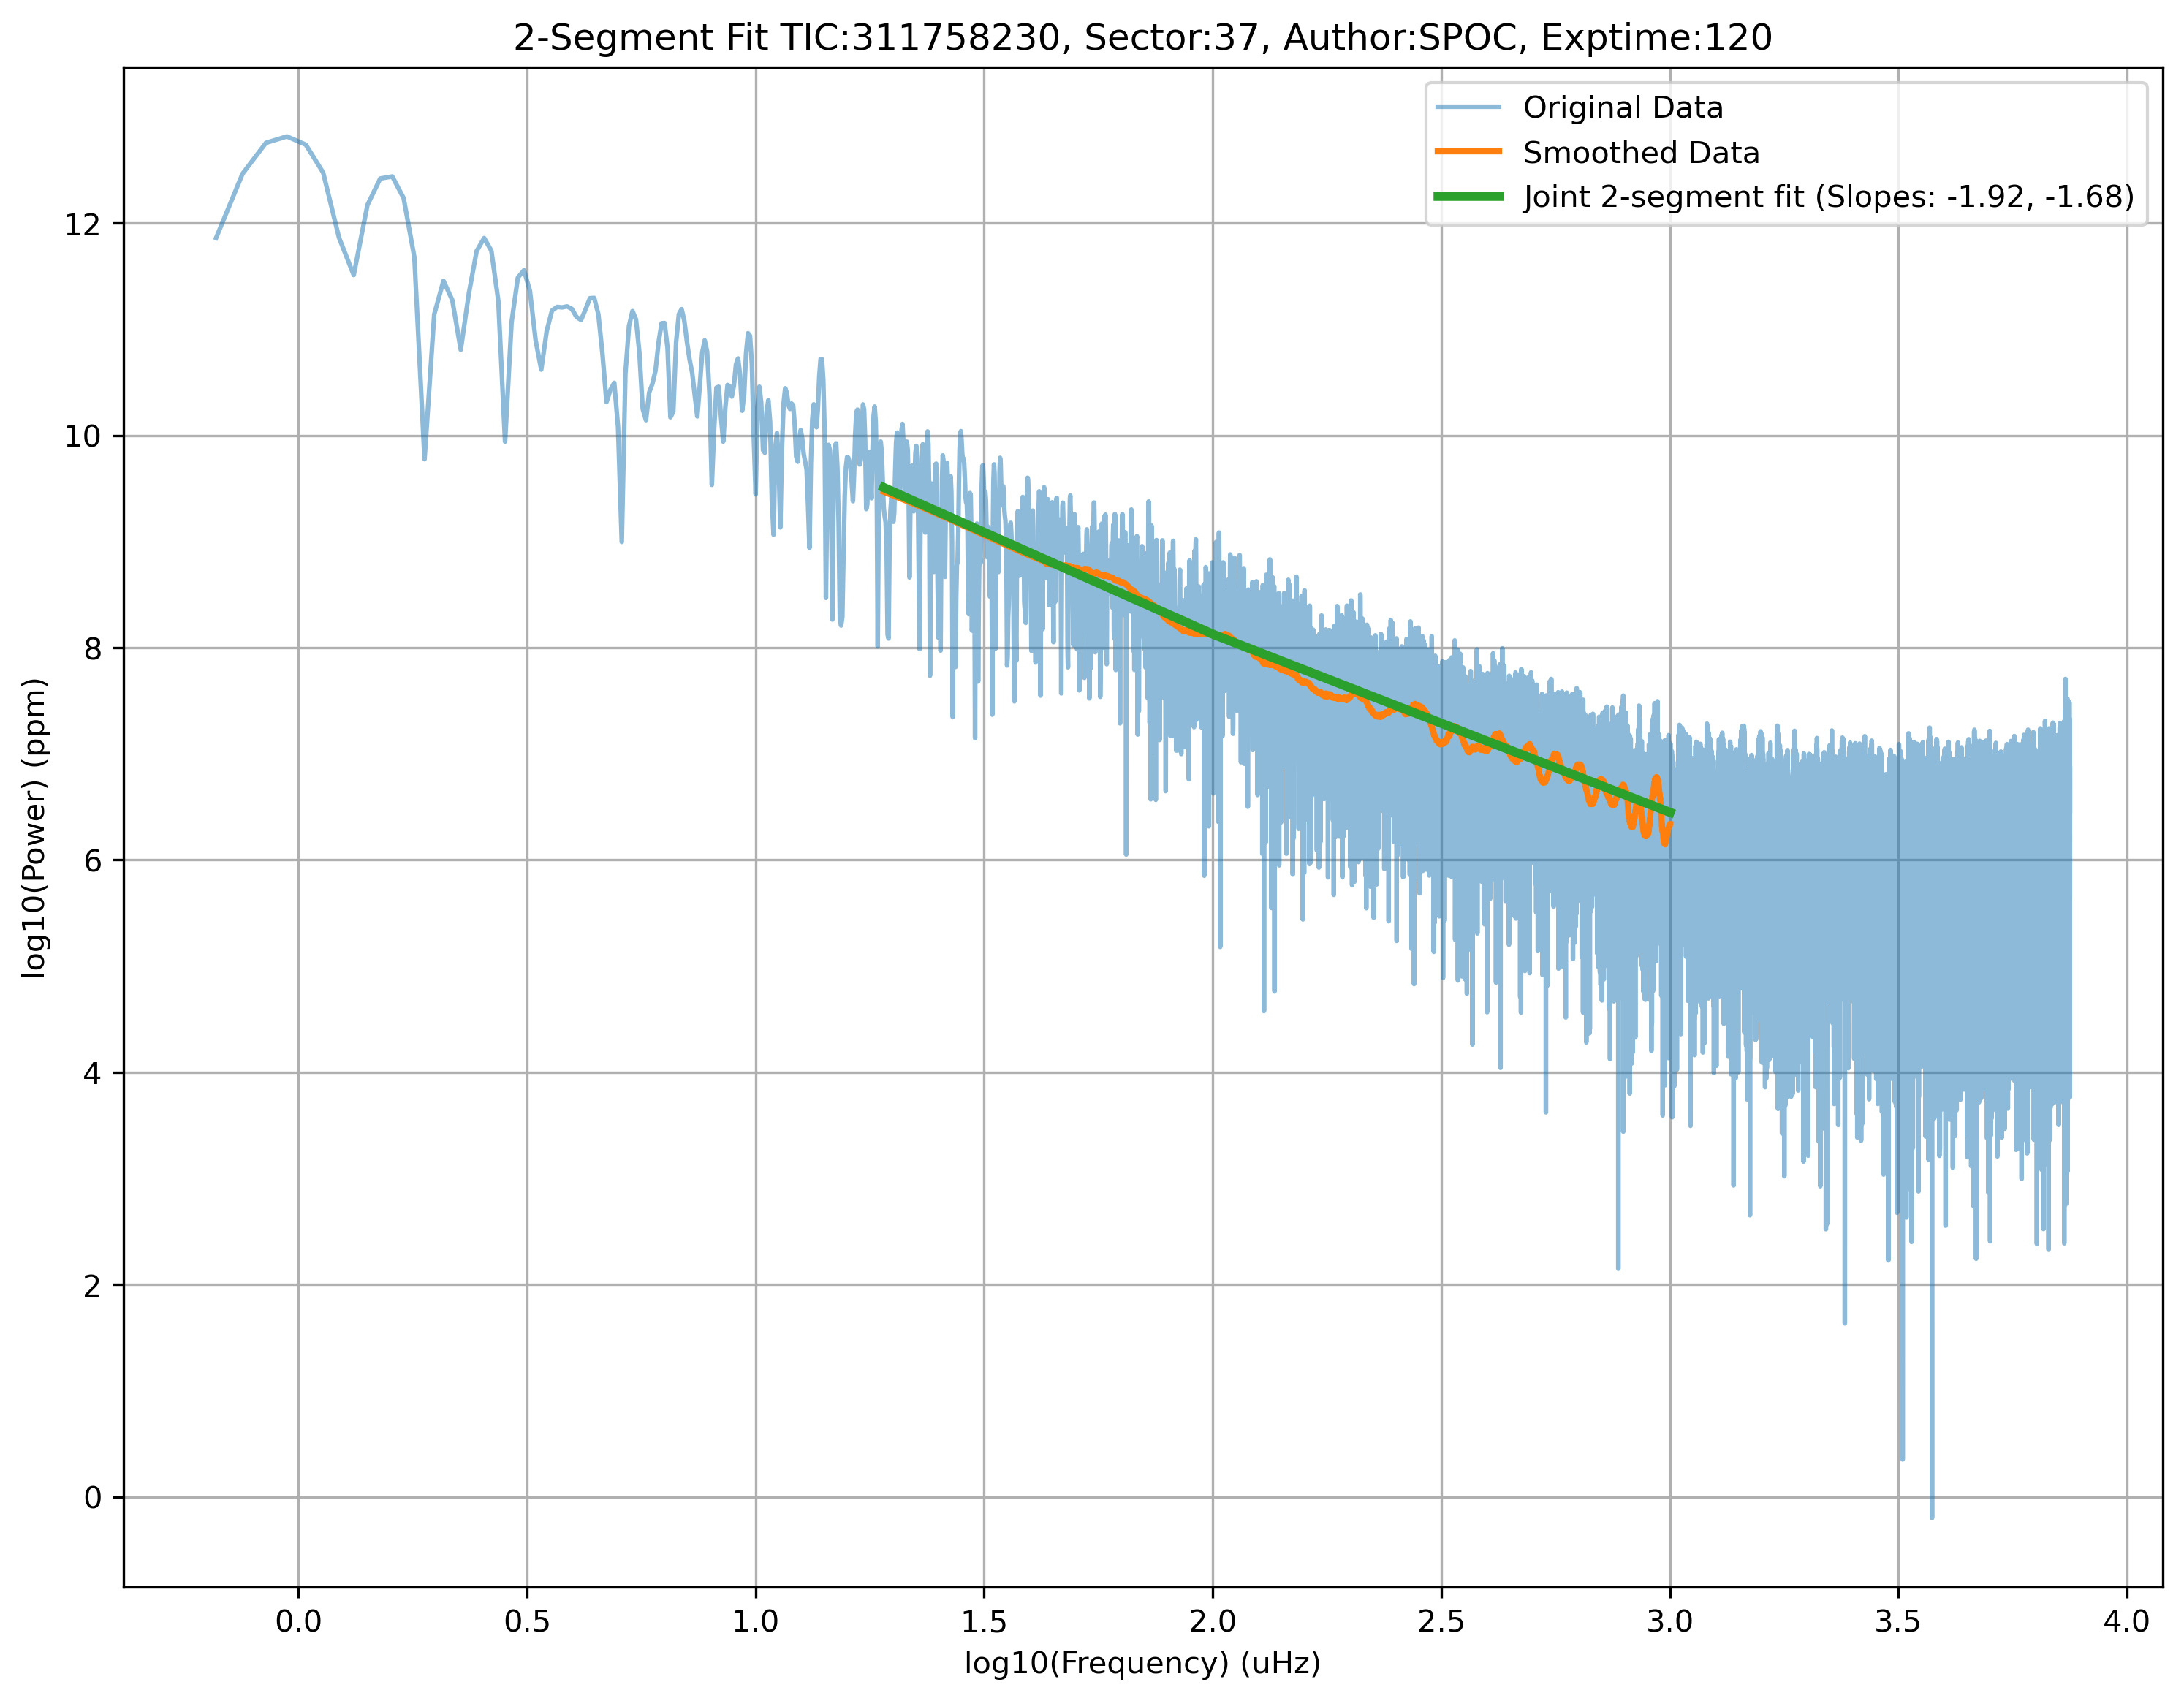 2-Segment Fit TIC:311758230, Sector:37, Author:SPOC, Exptime:120
Original Data
Smoothed Data
Joint 2-segment fit (Slopes: -1.92, -1.68)
log10(Power) (ppm)
12
10
8
6
4
2
0
0.0 0.5 1.0 1.5 2.0 2.5 3.0 3.5 4.0
log10(Frequency) (uHz)